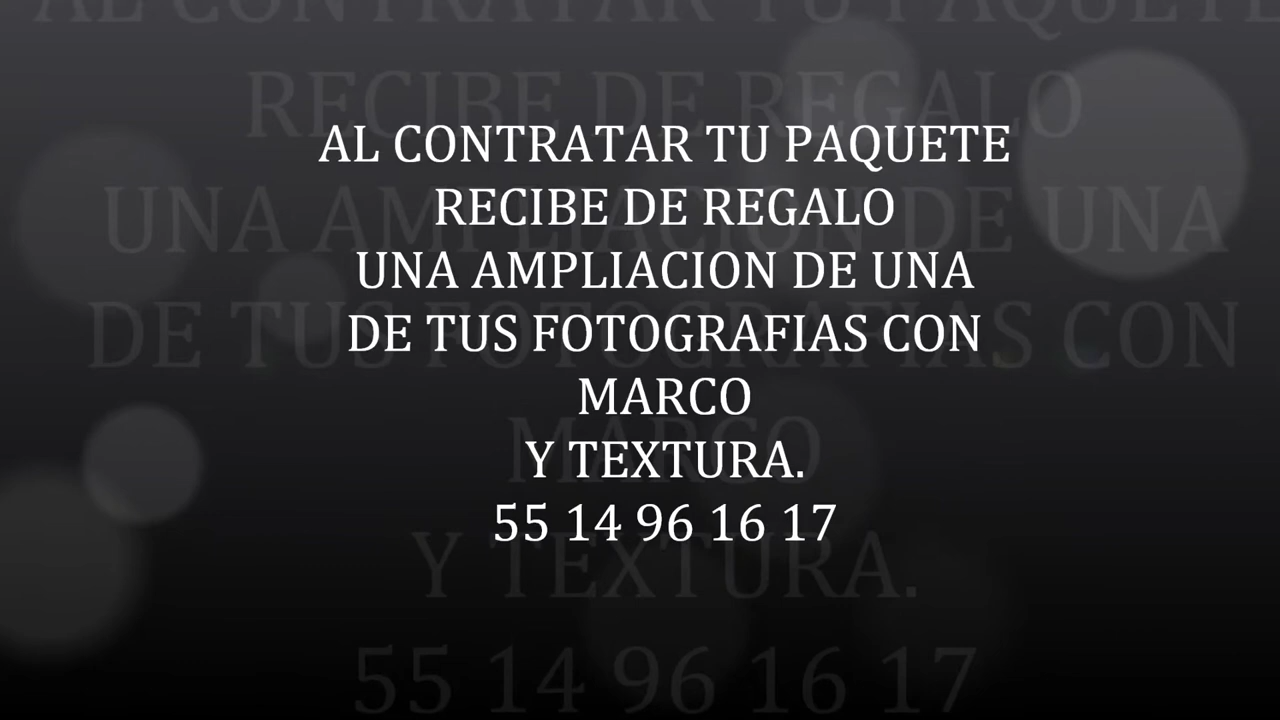 AL CONTRATAR TU PAQUETE
RECIBE DE REGALO
UNA AMPLIACION DE UNA
DE TUS FOTOGRAFIAS CON
MARCO
Y TEXTURA.
55 14 96 16 17